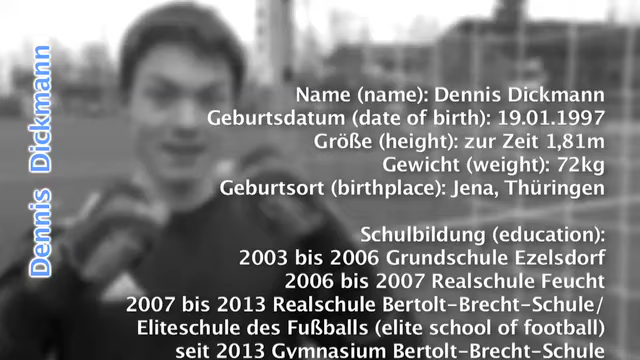 Dennis Dickmann
Name (name): Dennis Dickmann
Geburtsdatum (date of birth): 19.01.1997
Größe (height): zur Zeit 1,81m
Gewicht (weight): 72kg
Geburtsort (birthplace): Jena, Thüringen
Schulbildung (education):
2003 bis 2006 Grundschule Ezelsdorf
2006 bis 2007 Realschule Feucht
2007 bis 2013 Realschule Bertolt-Brecht-Schule/
Eliteschule des Fußballs (elite school of football)
seit 2013 Gymnasium Bertolt-Brecht-Schule